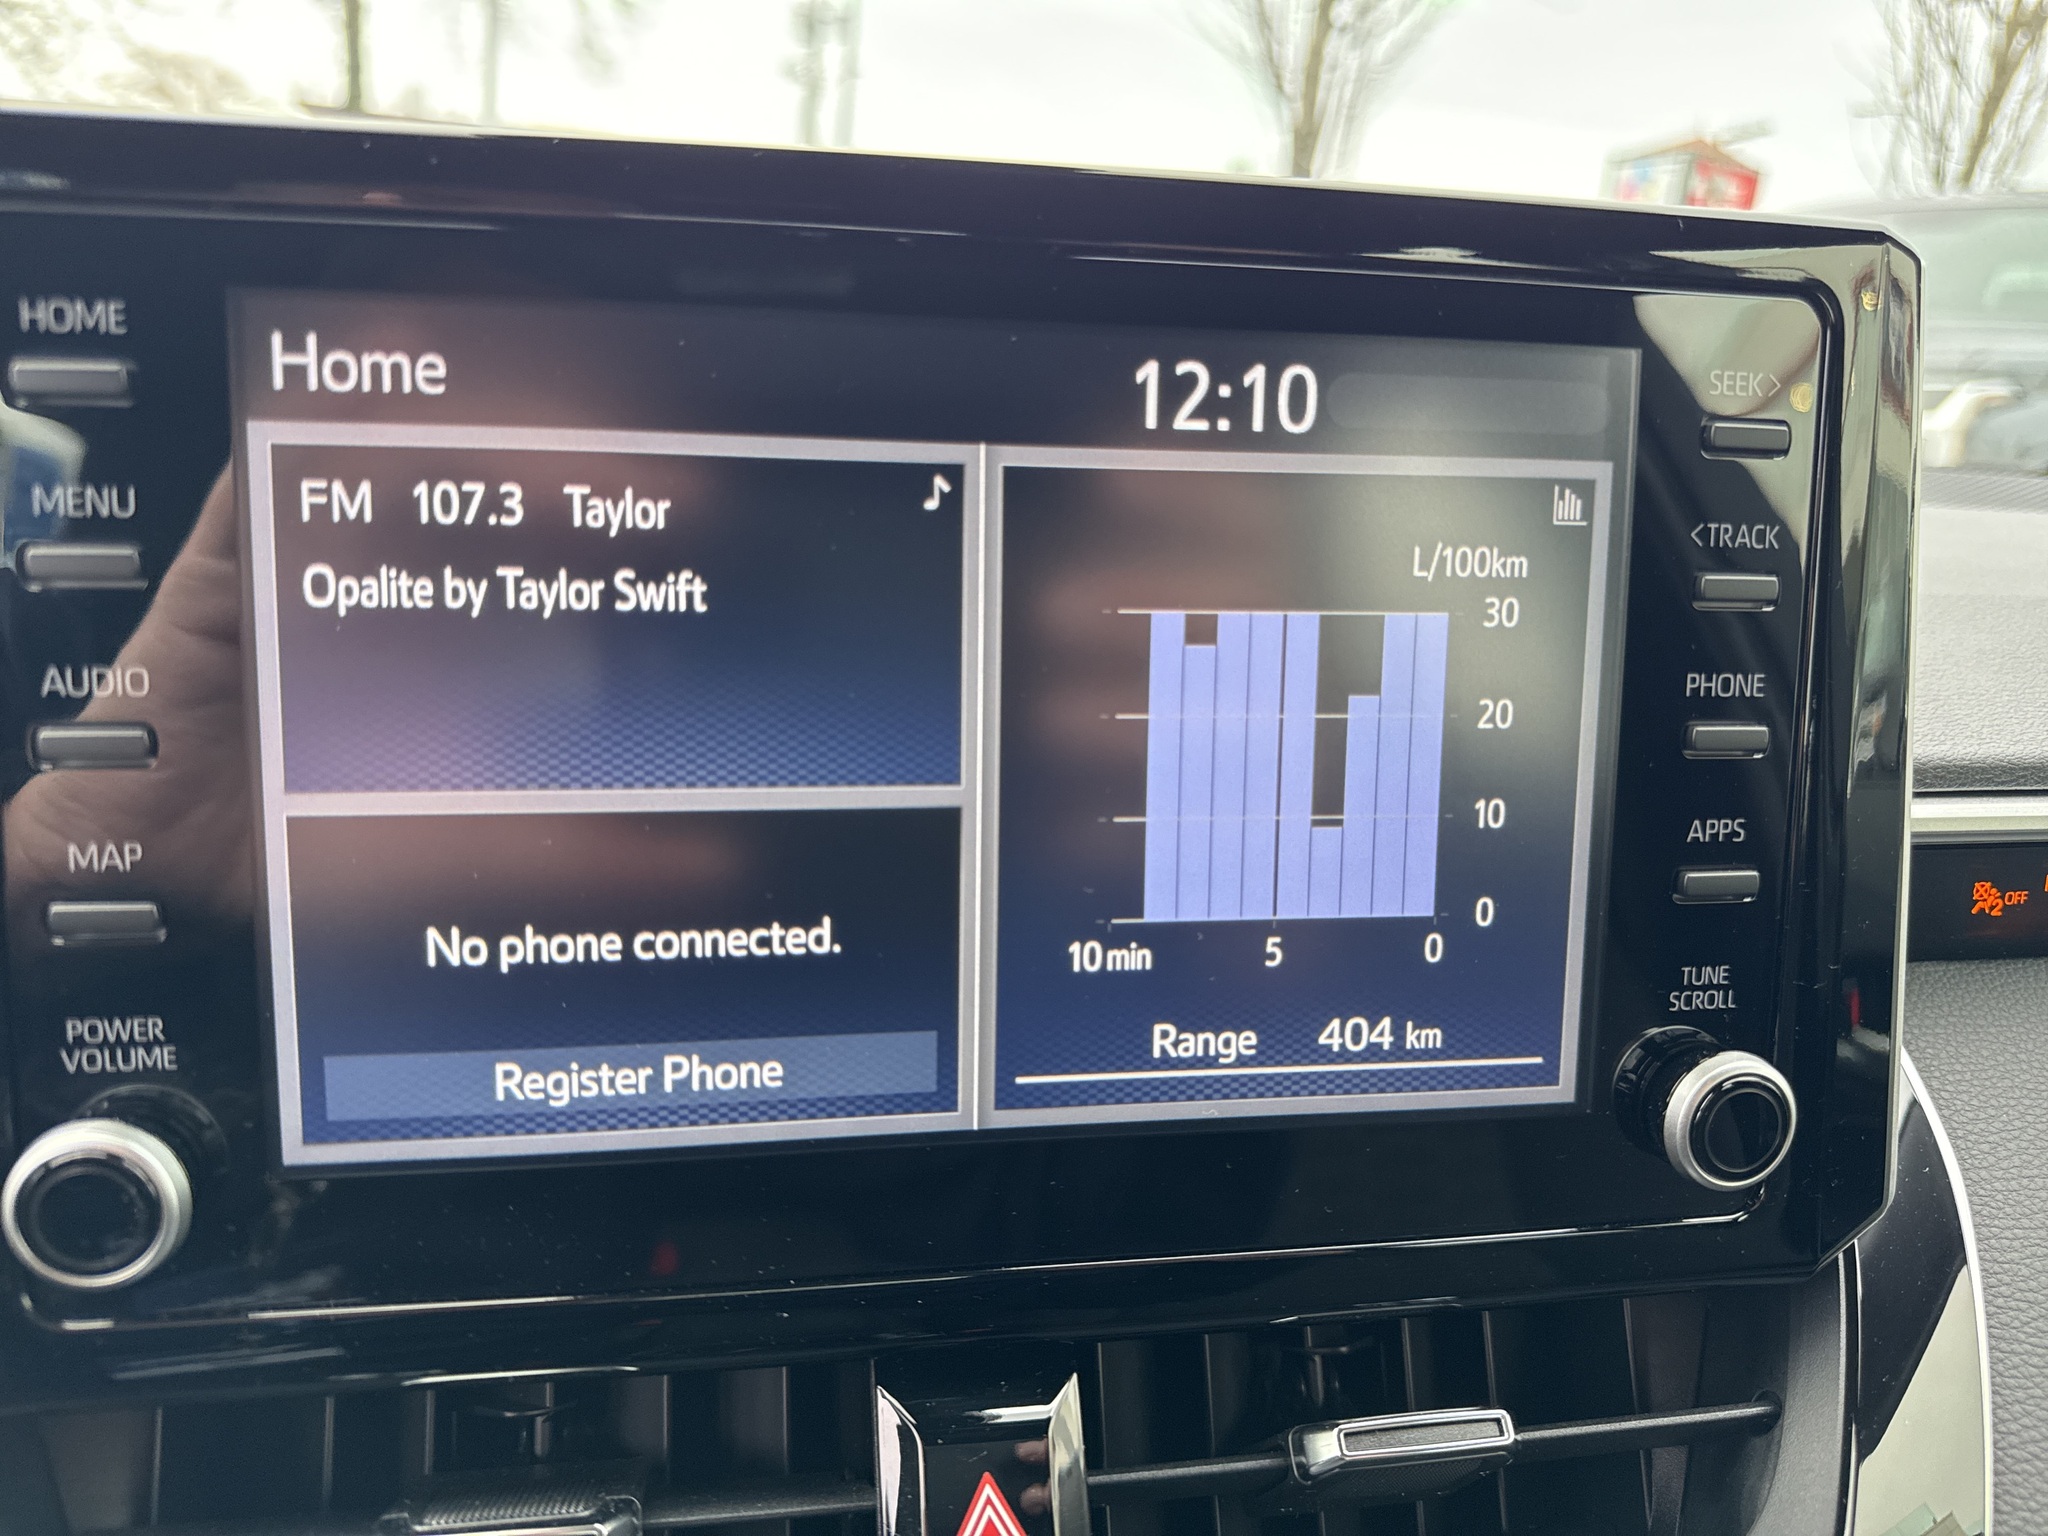 HOME
MENU
AUDIO
MAP
POWER
VOLUME
Home
12:10
FM 107.3 Taylor
Opalite by Taylor Swift
No phone connected.
Register Phone
L/100km
30
20
10
0
10 min 5 0
Range 404 km
SEEK>
<TRACK
PHONE
APPS
TUNE
SCROLL
2 OFF